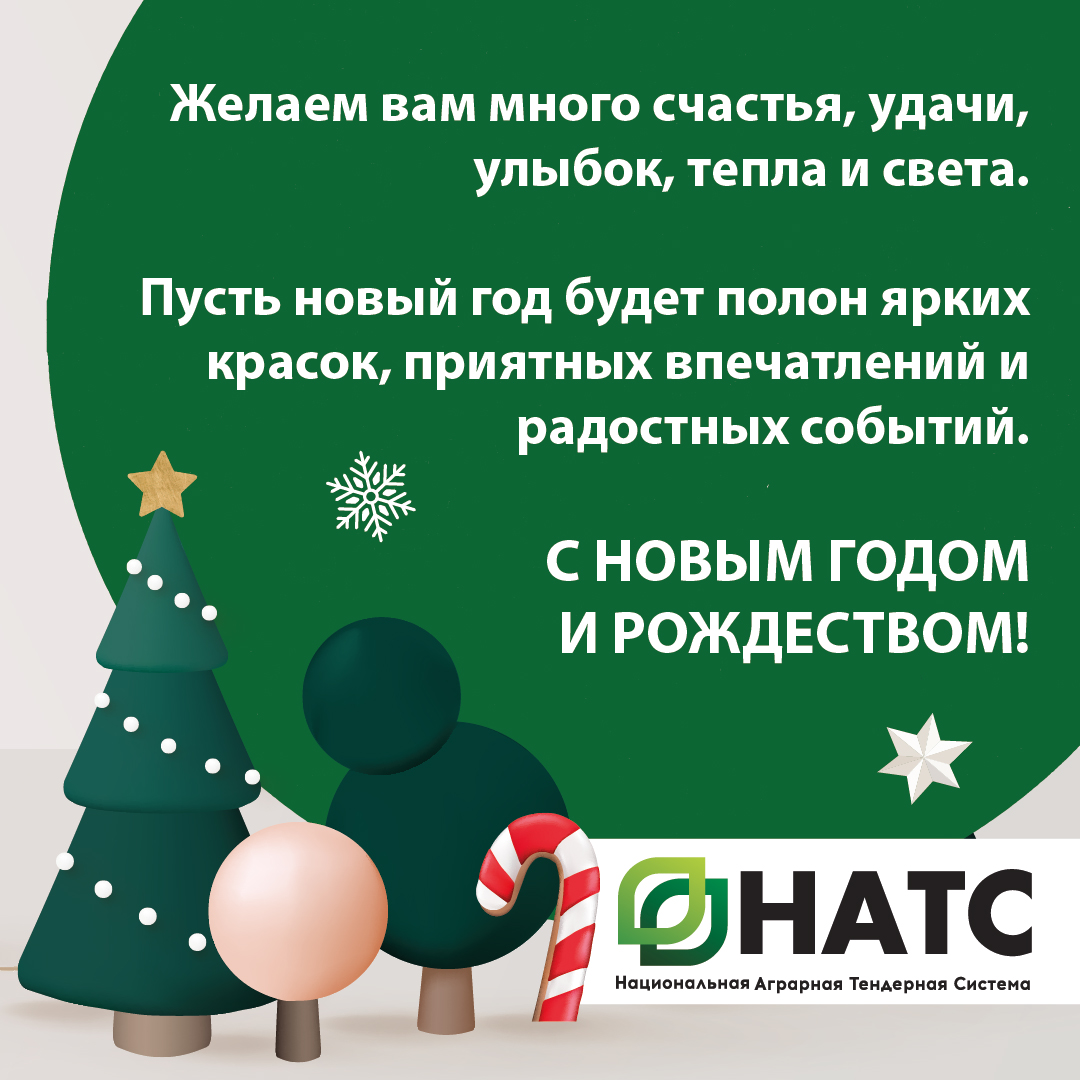 Желаем вам много счастья, удачи,
улыбок, тепла и света.
Пусть новый год будет полон ярких
красок, приятных впечатлений и
радостных событий.
С НОВЫМ ГОДОМ
И РОЖДЕСТВОМ!
НАТС
Национальная Аграрная Тендерная Система